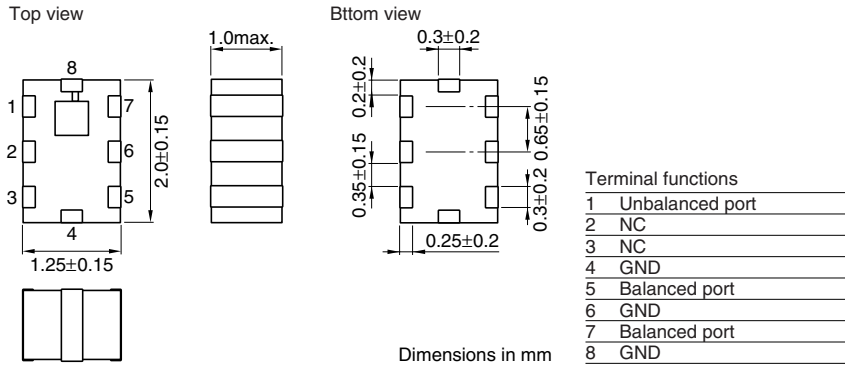 Top view
Bttom view
1.0max.
0.3±0.2
8
1
7
2
6
3
5
4
2.0±0.15
1.25±0.15
0.2±0.2
0.35±0.15
0.65±0.15
0.3±0.2
0.25±0.2
Dimensions in mm
Terminal functions
1 Unbalanced port
2 NC
3 NC
4 GND
5 Balanced port
6 GND
7 Balanced port
8 GND